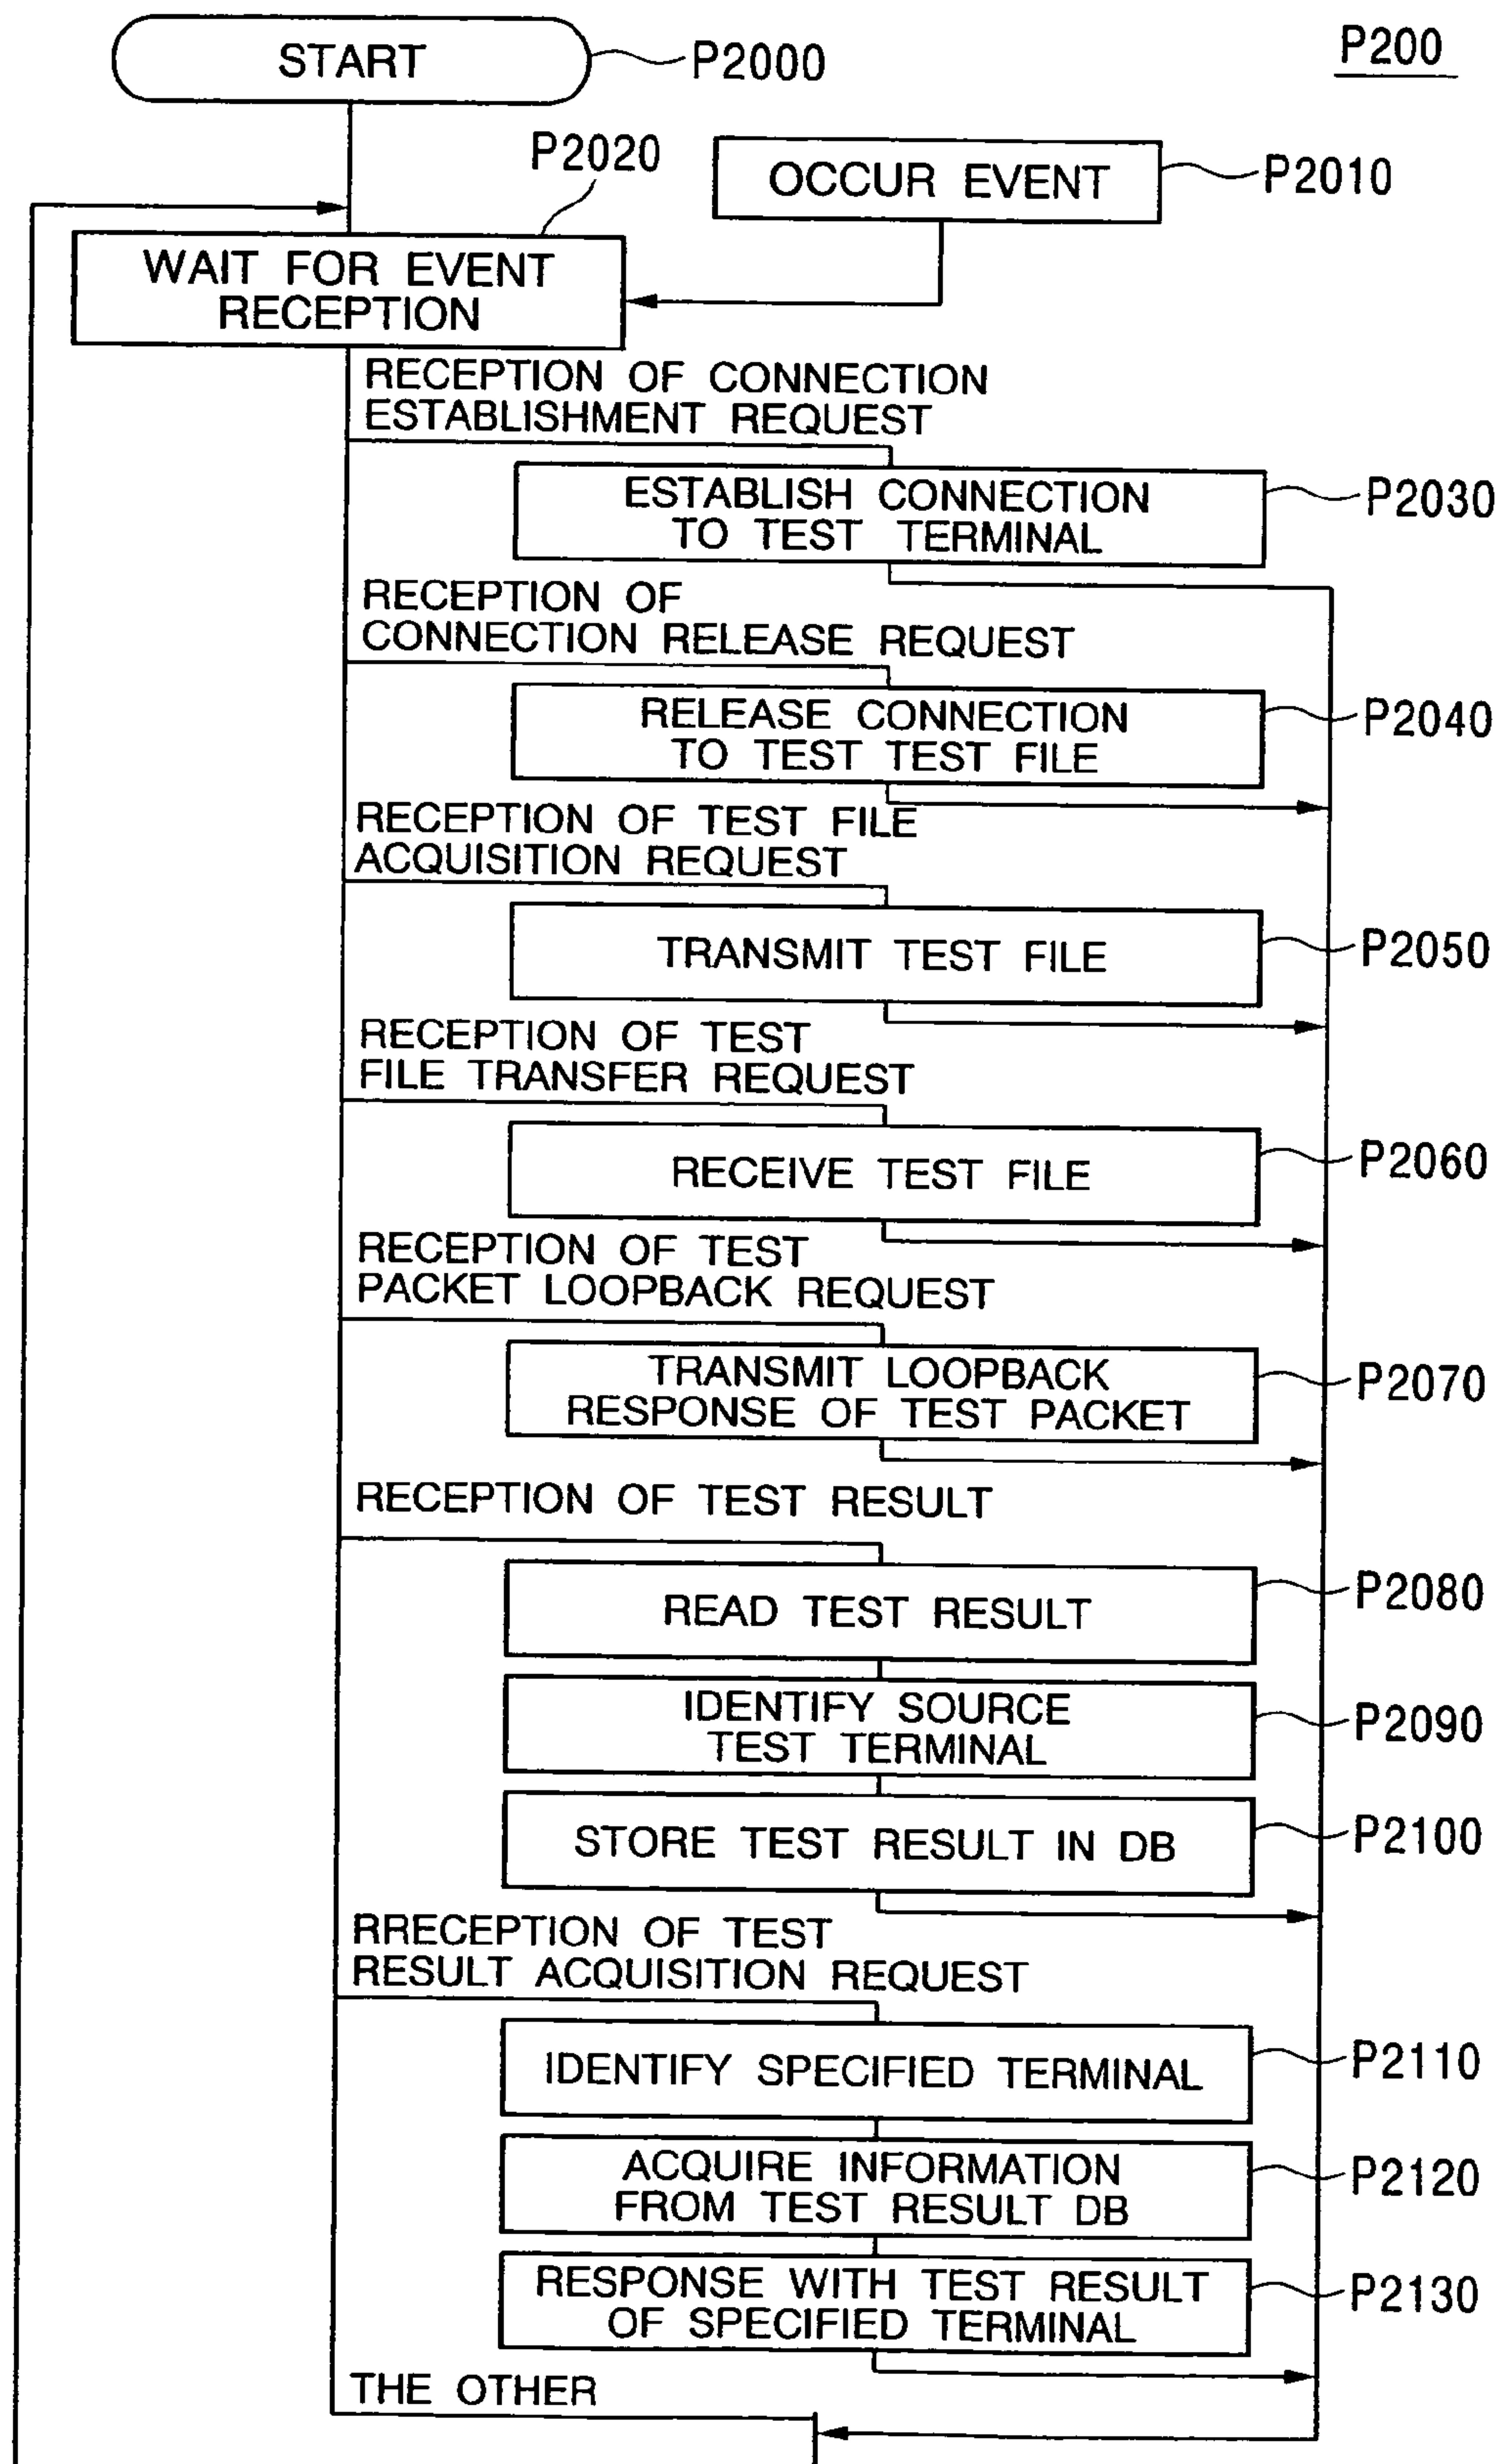 START
P2000
P200
P2020
OCCUR EVENT
P2010
WAIT FOR EVENT
RECEPTION
RECEPTION OF CONNECTION
ESTABLISHMENT REQUEST
ESTABLISH CONNECTION
TO TEST TERMINAL
P2030
RECEPTION OF
CONNECTION RELEASE REQUEST
RELEASE CONNECTION
TO TEST TEST FILE
P2040
RECEPTION OF TEST FILE
ACQUISITION REQUEST
TRANSMIT TEST FILE
P2050
RECEPTION OF TEST
FILE TRANSFER REQUEST
RECEIVE TEST FILE
P2060
RECEPTION OF TEST
PACKET LOOPBACK REQUEST
TRANSMIT LOOPBACK
RESPONSE OF TEST PACKET
P2070
RECEPTION OF TEST RESULT
READ TEST RESULT
P2080
IDENTIFY SOURCE
TEST TERMINAL
P2090
STORE TEST RESULT IN DB
P2100
RRECEPTION OF TEST
RESULT ACQUISITION REQUEST
IDENTIFY SPECIFIED TERMINAL
P2110
ACQUIRE INFORMATION
FROM TEST RESULT DB
P2120
RESPONSE WITH TEST RESULT
OF SPECIFIED TERMINAL
P2130
THE OTHER